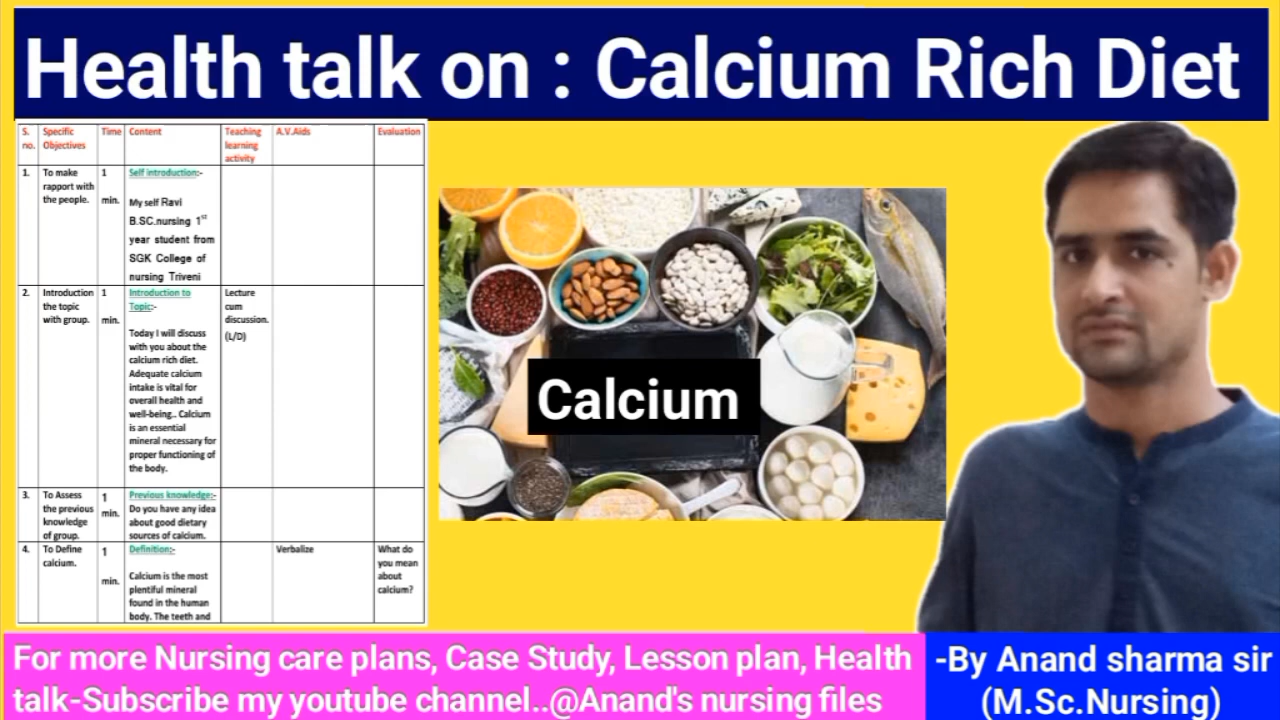 Health talk on : Calcium Rich Diet
S. no.
Specific Objectives
Time
Content
Teaching learning activity
A.V.Aids
Evaluation
1.
To make
rapport with
the people.
1
min.
Self introduction:-
My self Ravi
B.SC.nursing 1st
year student from
SGK College of
nursing Triveni
2.
Introduction
the topic
with group.
1
min.
Introduction to
Topic:-
Today I will discuss
with you about the
calcium rich diet.
Adequate calcium
intake is vital for
overall health and
well-being.. Calcium
is an essential
mineral necessary for
proper functioning of
the body.
Lecture
cum
discussion.
(L/D)
3.
To Assess
the previous
knowledge
of group.
1
min.
Previous knowledge:-
Do you have any idea
about good dietary
sources of calcium.
4.
To Define
calcium.
1
min.
Definition:-
Calcium is the most
plentiful mineral
found in the human
body. The teeth and
Verbalize
What do
you mean
about
calcium?
Calcium
For more Nursing care plans, Case Study, Lesson plan, Health
talk-Subscribe my youtube channel..@Anand's nursing files
-By Anand sharma sir
(M.Sc.Nursing)